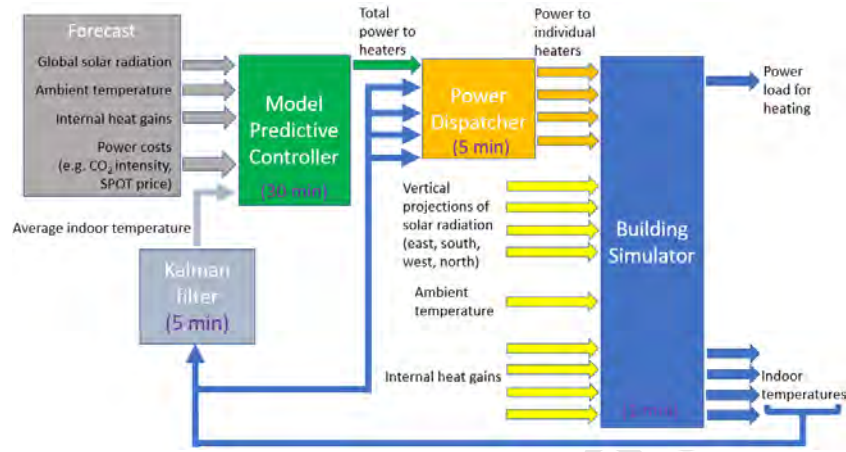 Forecast
Global solar radiation
Ambient temperature
Internal heat gains
Power costs
(e.g. CO₂ intensity,
SPOT price)
Model
Predictive
Controller
(30 min)
Total
power to
heaters
Power
Dispatcher
(5 min)
Power to
individual
heaters
Power
load for
heating
Average indoor temperature
Kalman
filter
(5 min)
Vertical
projections of
solar radiation
(east, south,
west, north)
Ambient
temperature
Internal heat gains
Building
Simulator
Indoor
temperatures